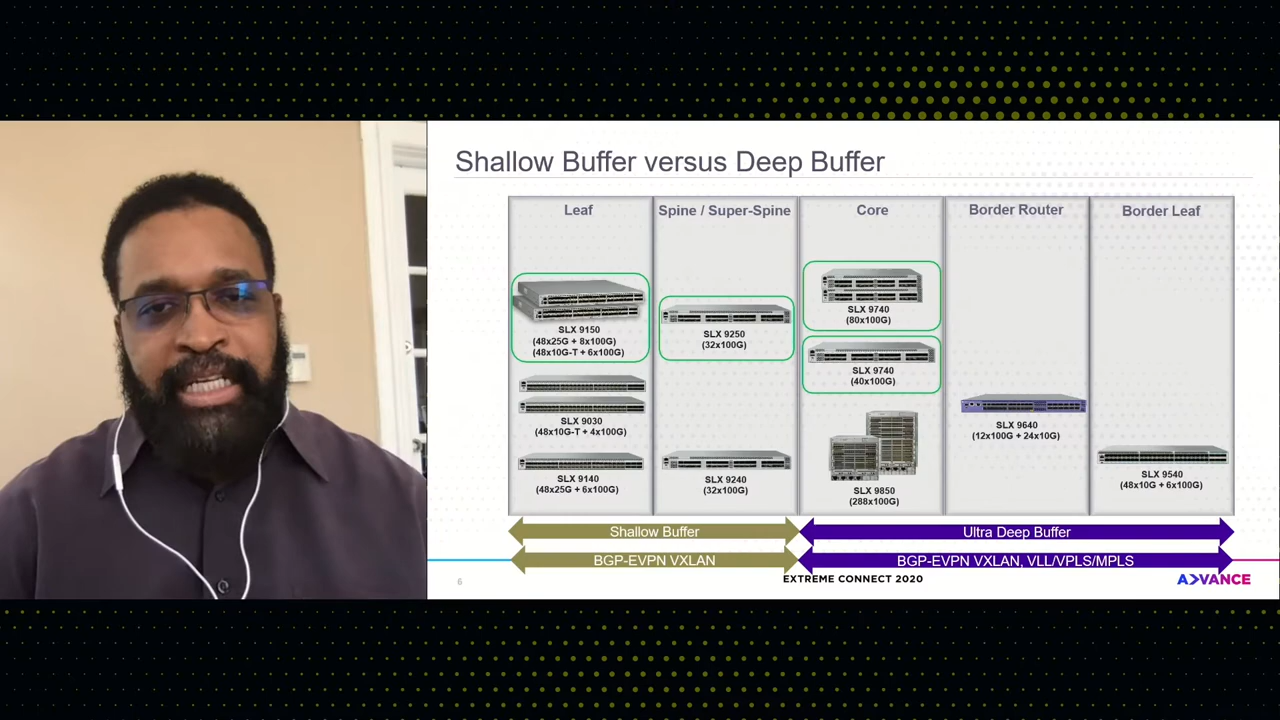 Shallow Buffer versus Deep Buffer
Leaf
Spine / Super-Spine
Core
Border Router
Border Leaf
SLX 9150
(48x25G + 8x100G)
(48x10G-T + 6x100G)
SLX 9030
(48x10G-T + 4x100G)
SLX 9140
(48x25G + 6x100G)
SLX 9250
(32x100G)
SLX 9240
(32x100G)
SLX 9740
(80x100G)
SLX 9740
(40x100G)
SLX 9850
(288x100G)
SLX 9640
(12x100G + 24x10G)
SLX 9540
(48x10G + 6x100G)
Shallow Buffer
Ultra Deep Buffer
BGP-EVPN VXLAN
BGP-EVPN VXLAN, VLL/VPLS/MPLS
6
EXTREME CONNECT 2020
ADVANCE